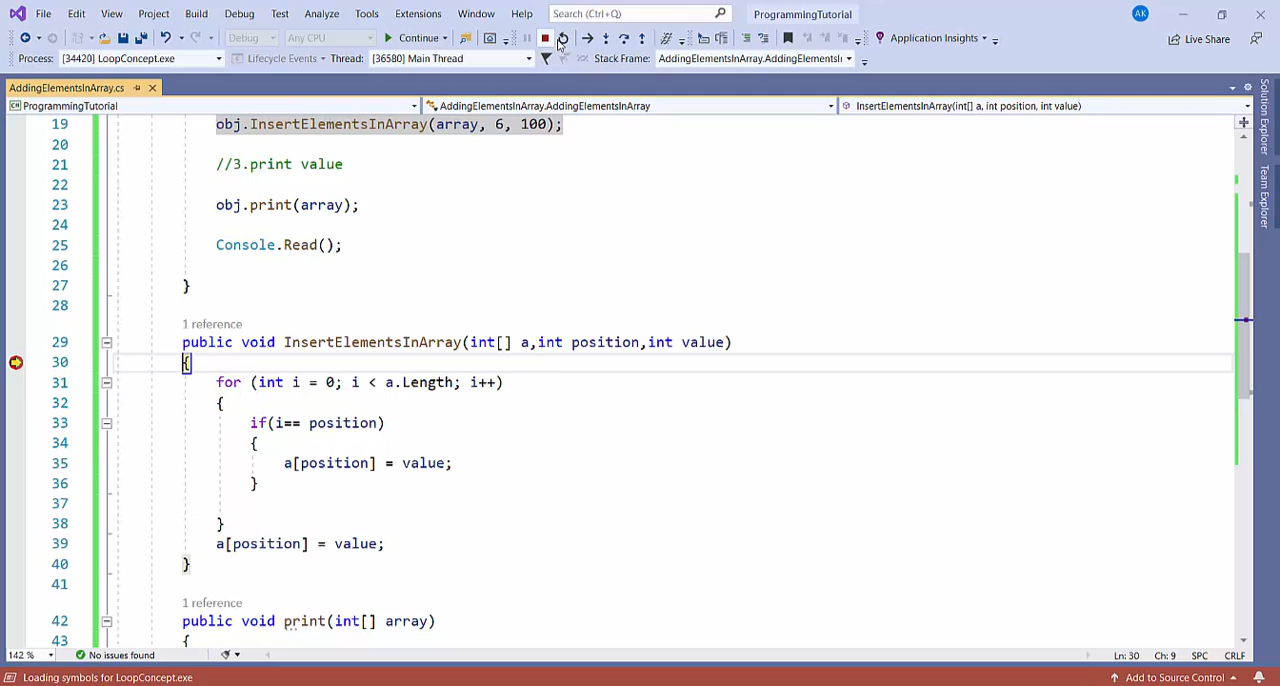 File Edit View Project Build Debug Test Analyze Tools Extensions Window Help Search (Ctrl+Q) ProgrammingTutorial AK
Debug Any CPU Continue Application Insights Live Share
Process: [34420] LoopConcept.exe Lifecycle Events Thread: [36580] Main Thread Stack Frame: AddingElementsInArray.AddingElementsI
AddingElementsInArray.cs
ProgrammingTutorial AddingElementsInArray.AddingElementsInArray InsertElementsInArray(int[] a, int position, int value)
19 obj.InsertElementsInArray(array, 6, 100);
20
21 //3.print value
22
23 obj.print(array);
24
25 Console.Read();
26
27 }
28
1 reference
29 public void InsertElementsInArray(int[] a,int position,int value)
30 {
31 for (int i = 0; i < a.Length; i++)
32 {
33 if(i== position)
34 {
35 a[position] = value;
36 }
37
38 }
39 a[position] = value;
40 }
41
1 reference
42 public void print(int[] array)
43 {
Solution Explorer
Team Explorer
142 % No issues found Ln: 30 Ch: 9 SPC CRLF
Loading symbols for LoopConcept.exe Add to Source Control